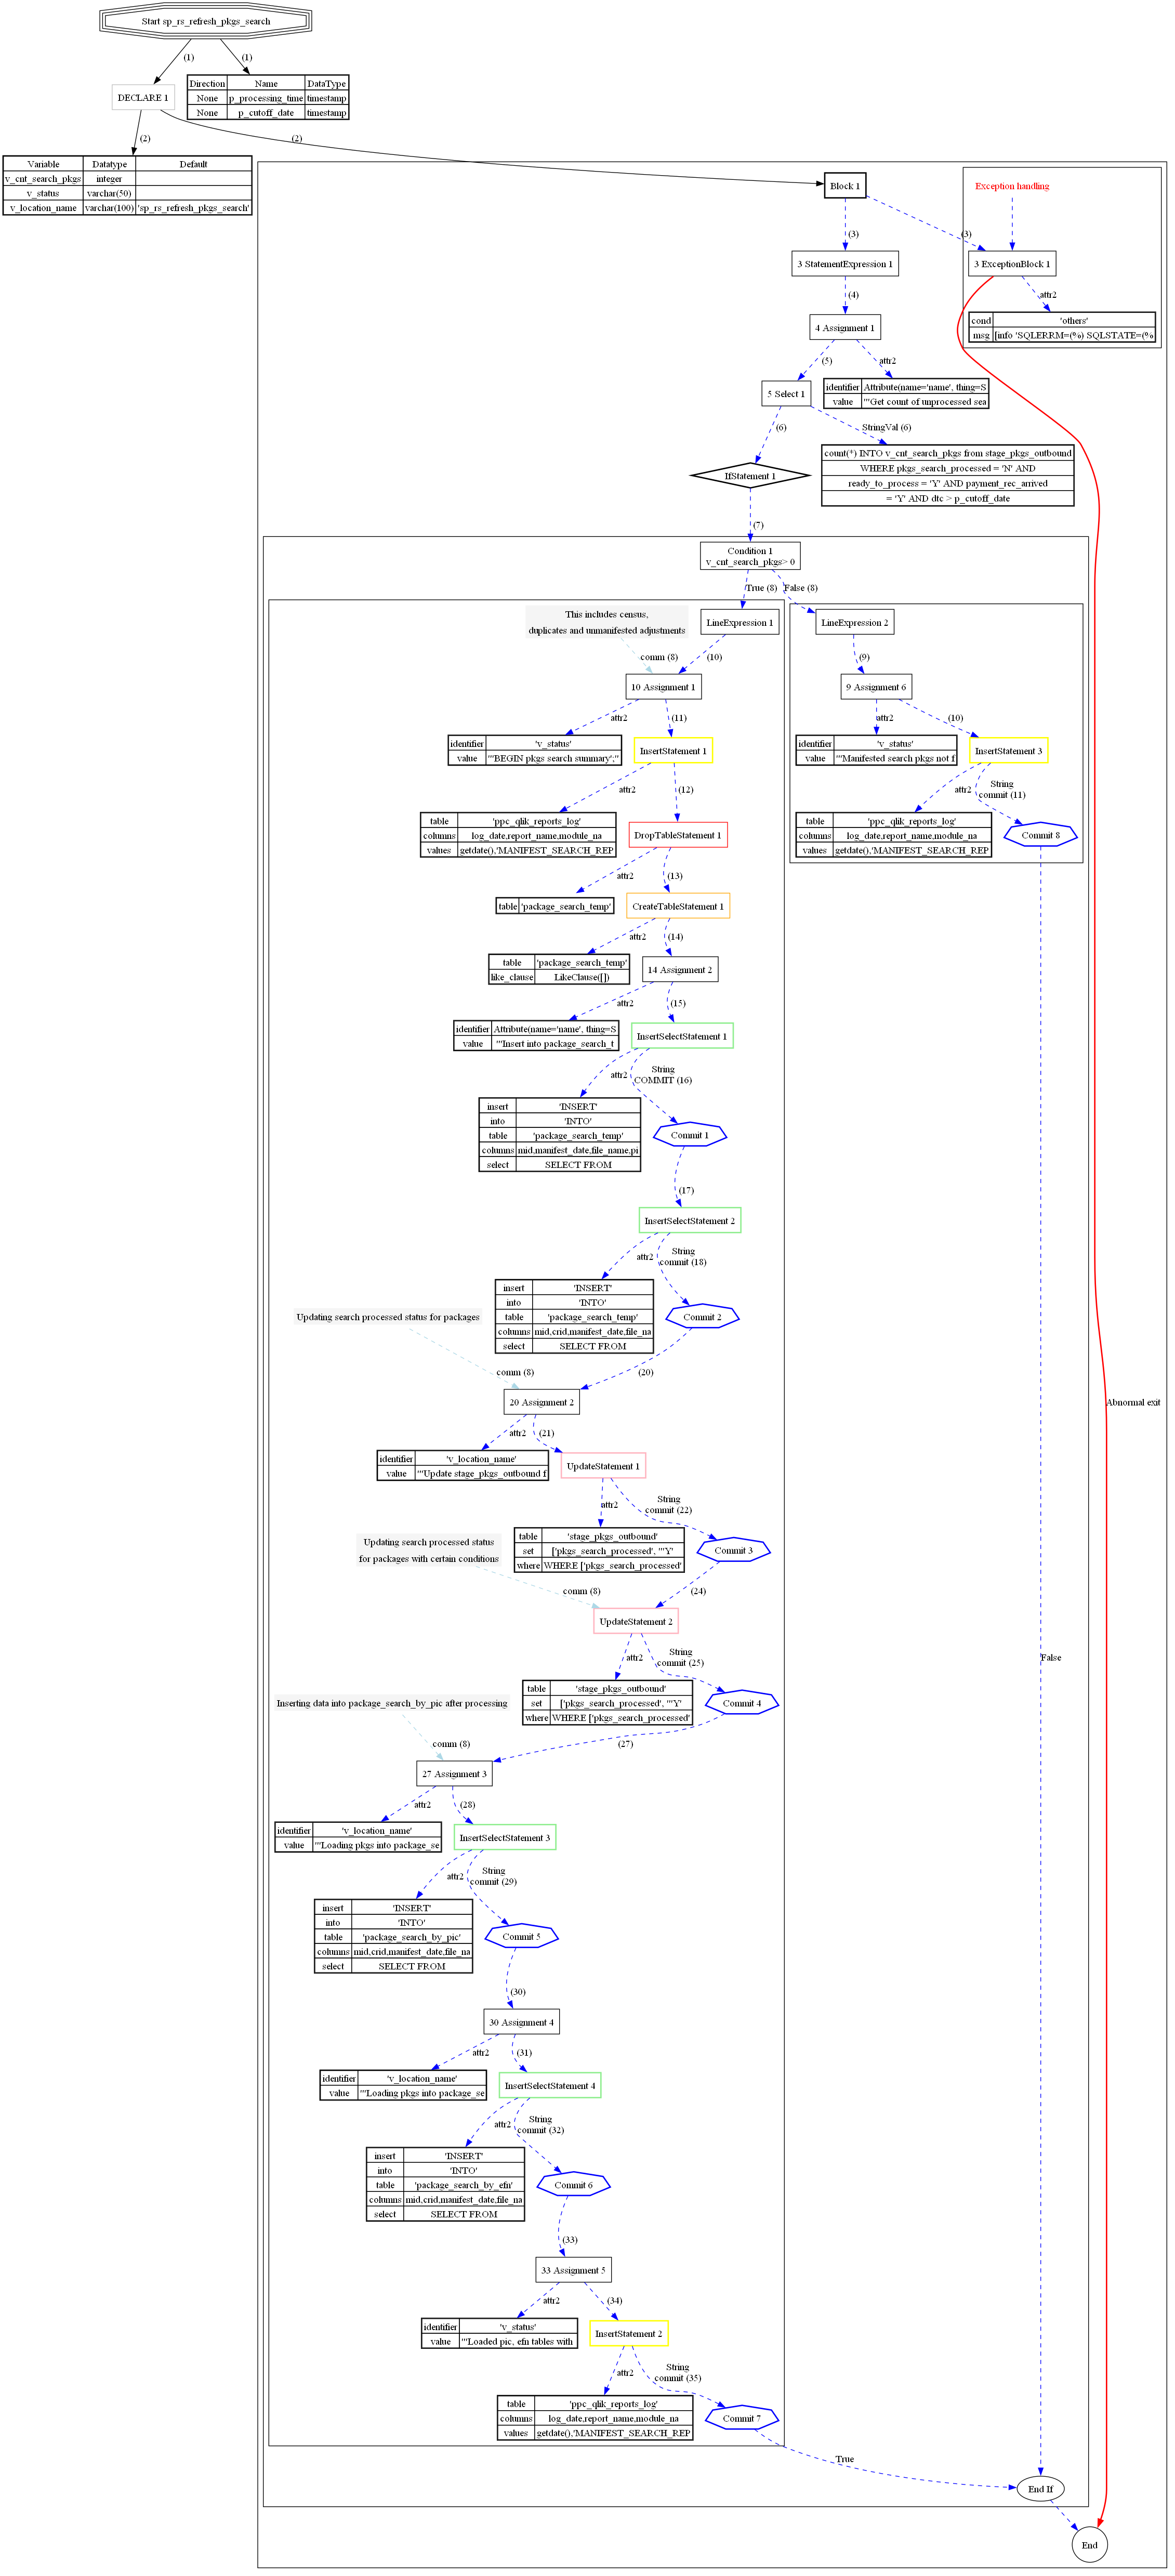 Start sp_rs_refresh_pkgs_search
(1)
(1)
DECLARE 1
Direction Name DataType
None p_processing_time timestamp
None p_cutoff_date timestamp
(2)
(2)
Variable Datatype Default
v_cnt_search_pkgs integer
v_status varchar(50)
v_location_name varchar(100) 'sp_rs_refresh_pkgs_search'
Block 1
Exception handling
(3)
(3)
3 StatementExpression 1
3 ExceptionBlock 1
(4)
attr2
cond 'others'
msg [info 'SQLERRM=(%) SQLSTATE=(%
4 Assignment 1
(5)
attr2
5 Select 1
identifier Attribute(name='name', thing=S
value "'Get count of unprocessed sea
(6)
StringVal (6)
IfStatement 1
count(*) INTO v_cnt_search_pkgs from stage_pkgs_outbound
WHERE pkgs_search_processed = 'N' AND
ready_to_process = 'Y' AND payment_rec_arrived
= 'Y' AND dtc > p_cutoff_date
(7)
Condition 1
v_cnt_search_pkgs> 0
True (8)
False (8)
This includes census,
duplicates and unmanifested adjustments
LineExpression 1
LineExpression 2
comm (8)
(10)
(9)
10 Assignment 1
9 Assignment 6
attr2
(11)
attr2
(10)
identifier 'v_status'
value "'BEGIN pkgs search summary';"
InsertStatement 1
identifier 'v_status'
value "'Manifested search pkgs not f
InsertStatement 3
attr2
(12)
attr2
String
commit (11)
table 'ppc_qlik_reports_log'
columns log_date,report_name,module_na
values getdate(),'MANIFEST_SEARCH_REP
DropTableStatement 1
table 'ppc_qlik_reports_log'
columns log_date,report_name,module_na
values getdate(),'MANIFEST_SEARCH_REP
Commit 8
attr2
(13)
table 'package_search_temp'
CreateTableStatement 1
attr2
(14)
table 'package_search_temp'
like_clause LikeClause([])
14 Assignment 2
attr2
(15)
identifier Attribute(name='name', thing=S
value "'Insert into package_search_t
InsertSelectStatement 1
attr2
String
COMMIT (16)
insert 'INSERT'
into 'INTO'
table 'package_search_temp'
columns mid,manifest_date,file_name,pi
select SELECT FROM
Commit 1
(17)
InsertSelectStatement 2
attr2
String
commit (18)
insert 'INSERT'
into 'INTO'
table 'package_search_temp'
columns mid,crid,manifest_date,file_na
select SELECT FROM
Commit 2
Updating search processed status for packages
comm (8)
(20)
20 Assignment 2
Abnormal exit
attr2
(21)
identifier 'v_location_name'
value "'Update stage_pkgs_outbound f
UpdateStatement 1
attr2
String
commit (22)
table 'stage_pkgs_outbound'
set ['pkgs_search_processed', "'Y'
where WHERE ['pkgs_search_processed'
Commit 3
Updating search processed status
for packages with certain conditions
comm (8)
(24)
UpdateStatement 2
attr2
String
commit (25)
False
table 'stage_pkgs_outbound'
set ['pkgs_search_processed', "'Y'
where WHERE ['pkgs_search_processed'
Commit 4
Inserting data into package_search_by_pic after processing
comm (8)
(27)
27 Assignment 3
attr2
(28)
identifier 'v_location_name'
value "'Loading pkgs into package_se
InsertSelectStatement 3
attr2
String
commit (29)
insert 'INSERT'
into 'INTO'
table 'package_search_by_pic'
columns mid,crid,manifest_date,file_na
select SELECT FROM
Commit 5
(30)
30 Assignment 4
attr2
(31)
identifier 'v_location_name'
value "'Loading pkgs into package_se
InsertSelectStatement 4
attr2
String
commit (32)
insert 'INSERT'
into 'INTO'
table 'package_search_by_efn'
columns mid,crid,manifest_date,file_na
select SELECT FROM
Commit 6
(33)
33 Assignment 5
attr2
(34)
identifier 'v_status'
value "'Loaded pic, efn tables with
InsertStatement 2
attr2
String
commit (35)
table 'ppc_qlik_reports_log'
columns log_date,report_name,module_na
values getdate(),'MANIFEST_SEARCH_REP
Commit 7
True
End If
End